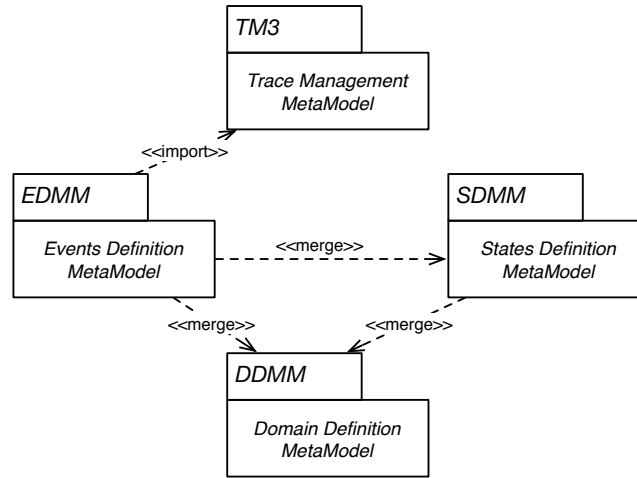 TM3
Trace Management
MetaModel
<<import>>
EDMM
SDMM
Events Definition
MetaModel
<<merge>>
States Definition
MetaModel
<<merge>>
<<merge>>
DDMM
Domain Definition
MetaModel